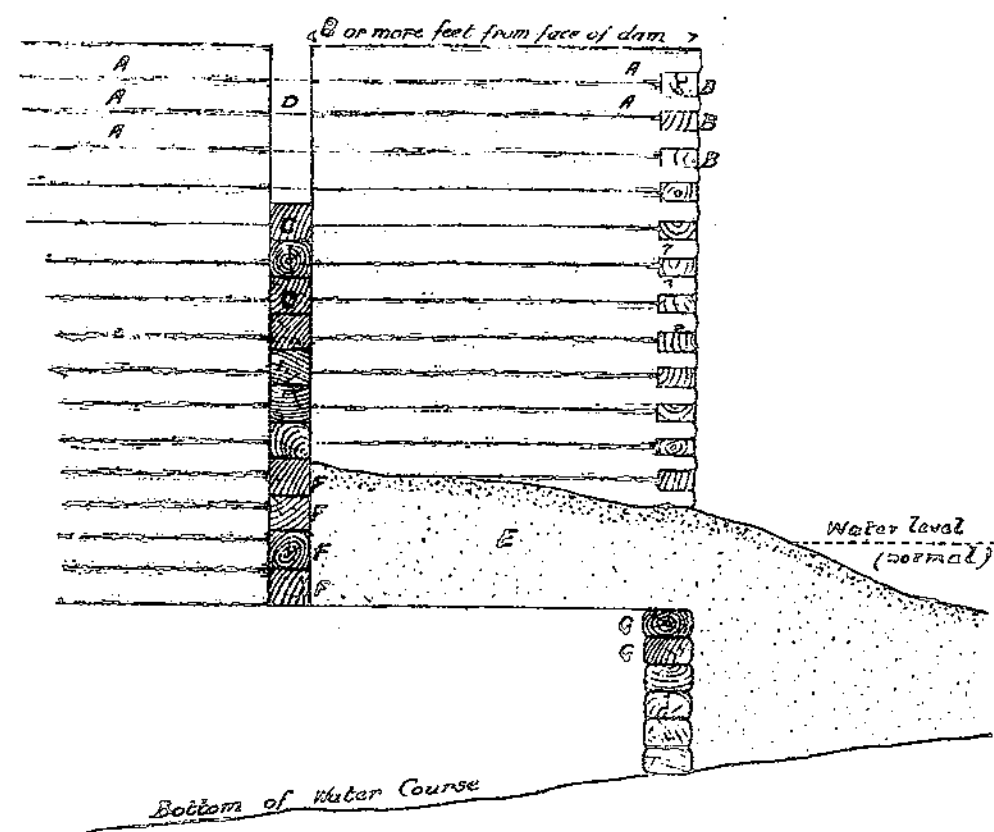 8 or more feet from face of dam
A
A
B
A
D
A
B
A
B
C
C
F
F
E
F
F
Water level
(normal)
G
G
Bottom of Water Course